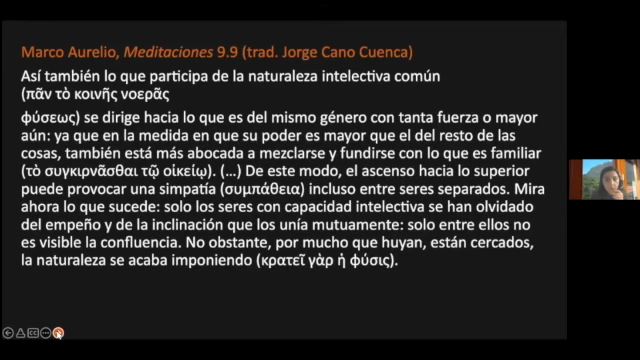 Marco Aurelio, Meditaciones 9.9 (trad. Jorge Cano Cuenca)
Así también lo que participa de la naturaleza intelectiva común
(πᾶν τὸ κοινῆς νοερᾶς
φύσεως) se dirige hacia lo que es del mismo género con tanta fuerza o mayor
aún: ya que en la medida en que su poder es mayor que el del resto de las
cosas, también está más abocada a mezclarse y fundirse con lo que es familiar
(τὸ συγκιρνᾶσθαι τῷ οἰκείῳ). (…) De este modo, el ascenso hacia lo superior
puede provocar una simpatía (συμπάθεια) incluso entre seres separados. Mira
ahora lo que sucede: solo los seres con capacidad intelectiva se han olvidado
del empeño y de la inclinación que los unía mutuamente: solo entre ellos no
es visible la confluencia. No obstante, por mucho que huyan, están cercados,
la naturaleza se acaba imponiendo (κρατεῖ γὰρ ἡ φύσις).